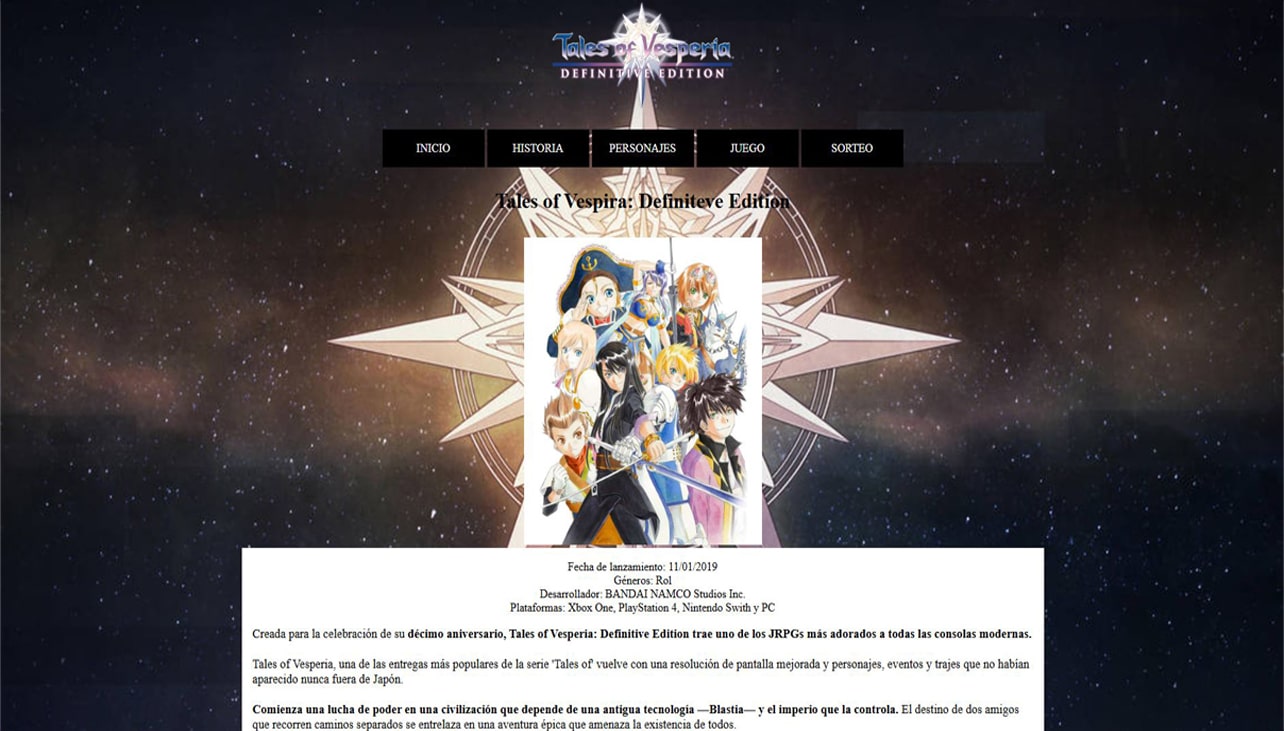 Tales of Vesperia
DEFINITIVE EDITION
INICIO HISTORIA PERSONAJES JUEGO SORTEO
Tales of Vespira: Definiteve Edition
Fecha de lanzamiento: 11/01/2019
Géneros: Rol
Desarrollador: BANDAI NAMCO Studios Inc.
Plataformas: Xbox One, PlayStation 4, Nintendo Swith y PC
Creada para la celebración de su décimo aniversario, Tales of Vesperia: Definitive Edition trae uno de los JRPGs más adorados a todas las consolas modernas.
Tales of Vesperia, una de las entregas más populares de la serie 'Tales of' vuelve con una resolución de pantalla mejorada y personajes, eventos y trajes que no habían
aparecido nunca fuera de Japón.
Comienza una lucha de poder en una civilización que depende de una antigua tecnología —Blastia— y el imperio que la controla. El destino de dos amigos
que recorren caminos separados se entrelaza en una aventura épica que amenaza la existencia de todos.